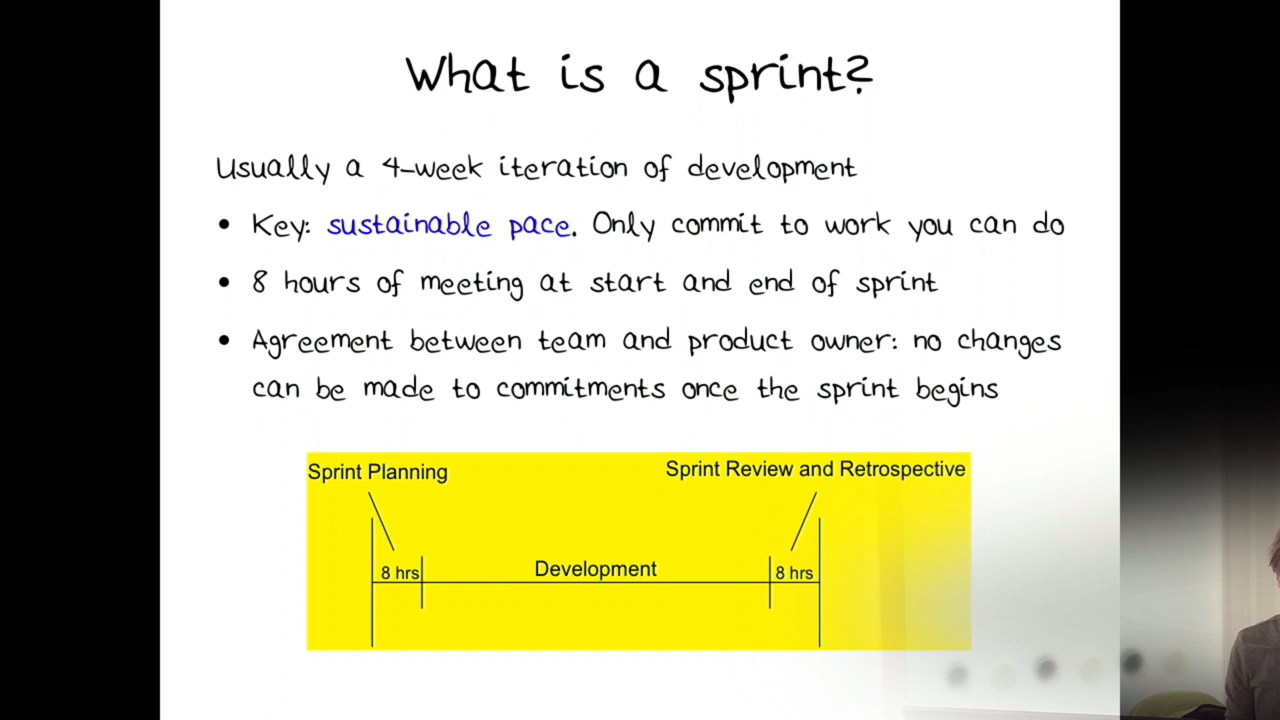 What is a sprint?
Usually a 4-week iteration of development
• Key: sustainable pace. Only commit to work you can do
• 8 hours of meeting at start and end of sprint
• Agreement between team and product owner: no changes
can be made to commitments once the sprint begins
Sprint Planning
Sprint Review and Retrospective
8 hrs
Development
8 hrs